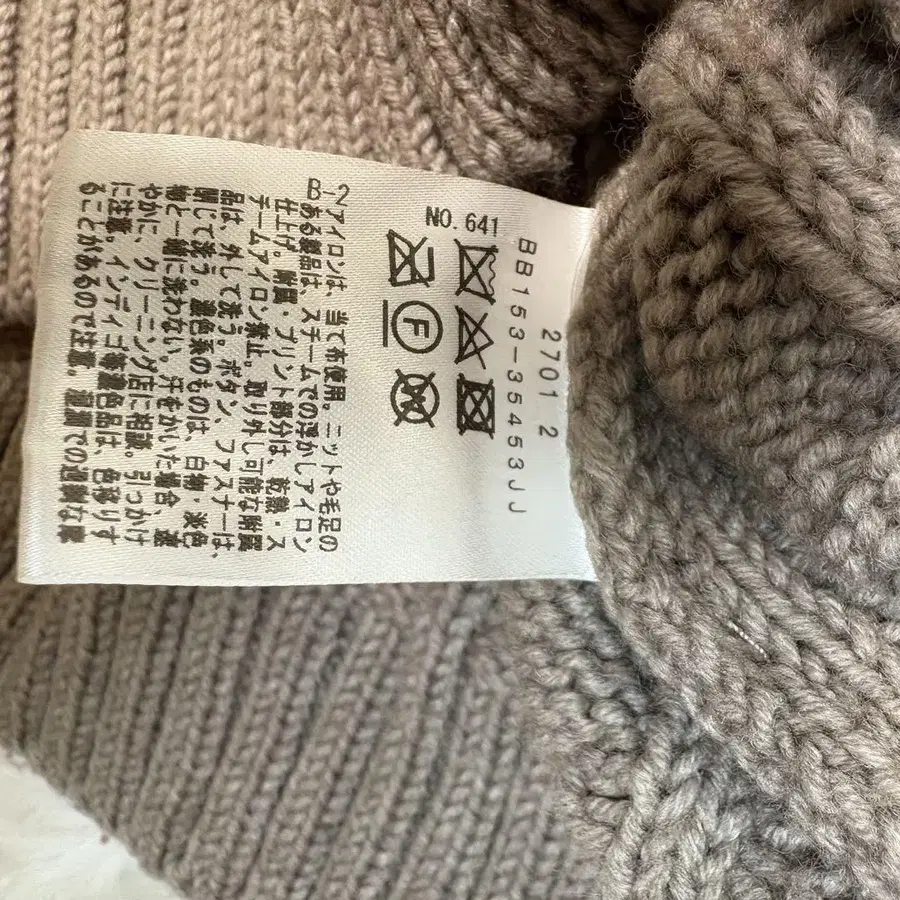 2701 2
BB153-35453JJ
NO.641
F
B-2
アイロンは、当て布使用。ニットや毛足の
ある製品は、スチームでの浮かしアイロン
仕上げ。附属・プリント部分は、乾熱・ス
チームアイロン禁止。取り外し可能な附属
品は、外して洗う。ボタン、ファスナーは、
閉じて洗う。濃色系のものは、白物・淡色
物と一緒に洗わない。汗をかいた場合、速
やかに、クリーニング店に相談。引っかけ
に注意。インディゴ等濃色品は、色移りす
ることがあるので注意。での過剰な摩